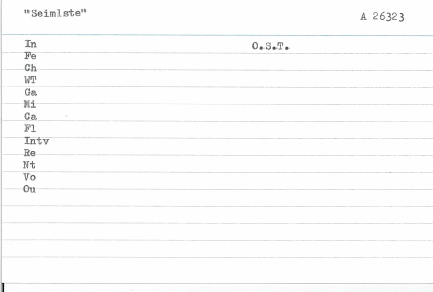 "Seimlste" A 26323
In O.S.T.
Fe
Ch
WT
Ga
Mi
Ca
Fl
Intv
Re
Nt
Vo
Ou